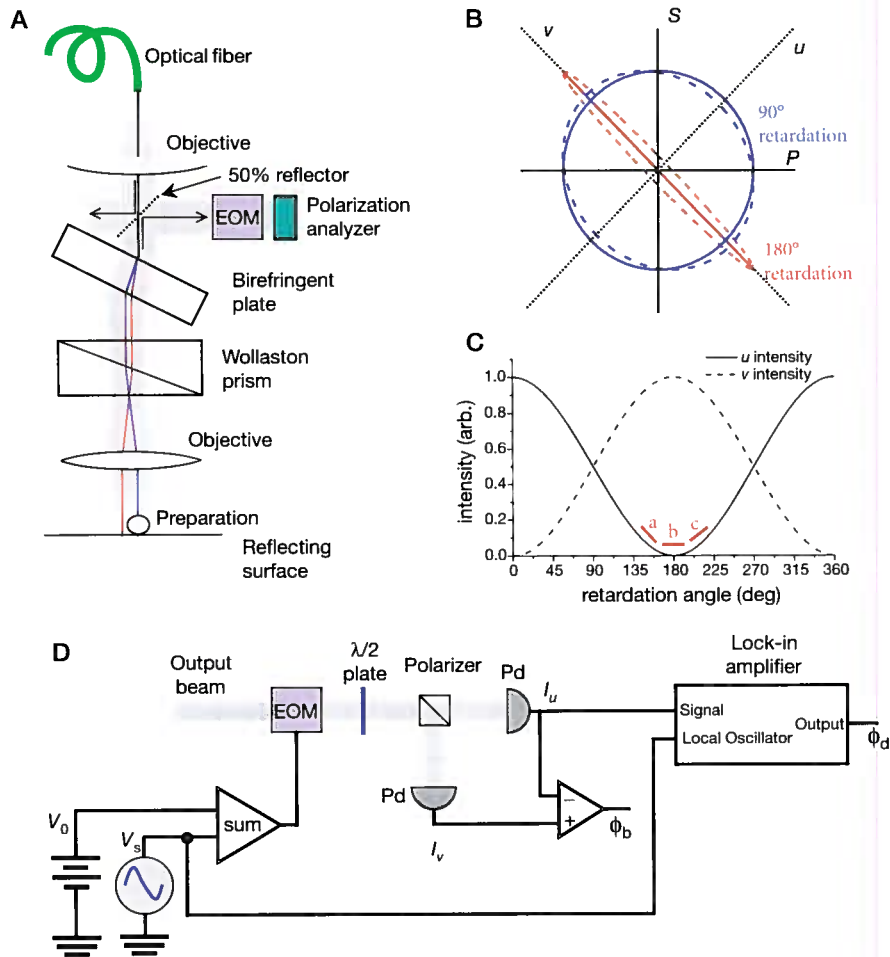 A
Optical fiber
Objective
50% reflector
EOM
Polarization
analyzer
Birefringent
plate
Wollaston
prism
Objective
Preparation
Reflecting
surface
B
v
S
u
90°
retardation
P
180°
retardation
C
u intensity
v intensity
intensity (arb.)
1.0
0.8
0.6
0.4
0.2
0.0
a
b
c
0 45 90 135 180 225 270 315 360
retardation angle (deg)
D
Output
beam
EOM
λ/2
plate
Polarizer
Pd
I_u
Lock-in
amplifier
Signal
Local Oscillator
Output
ϕ_d
Pd
I_v
−
+
ϕ_b
V_0
V_s
sum